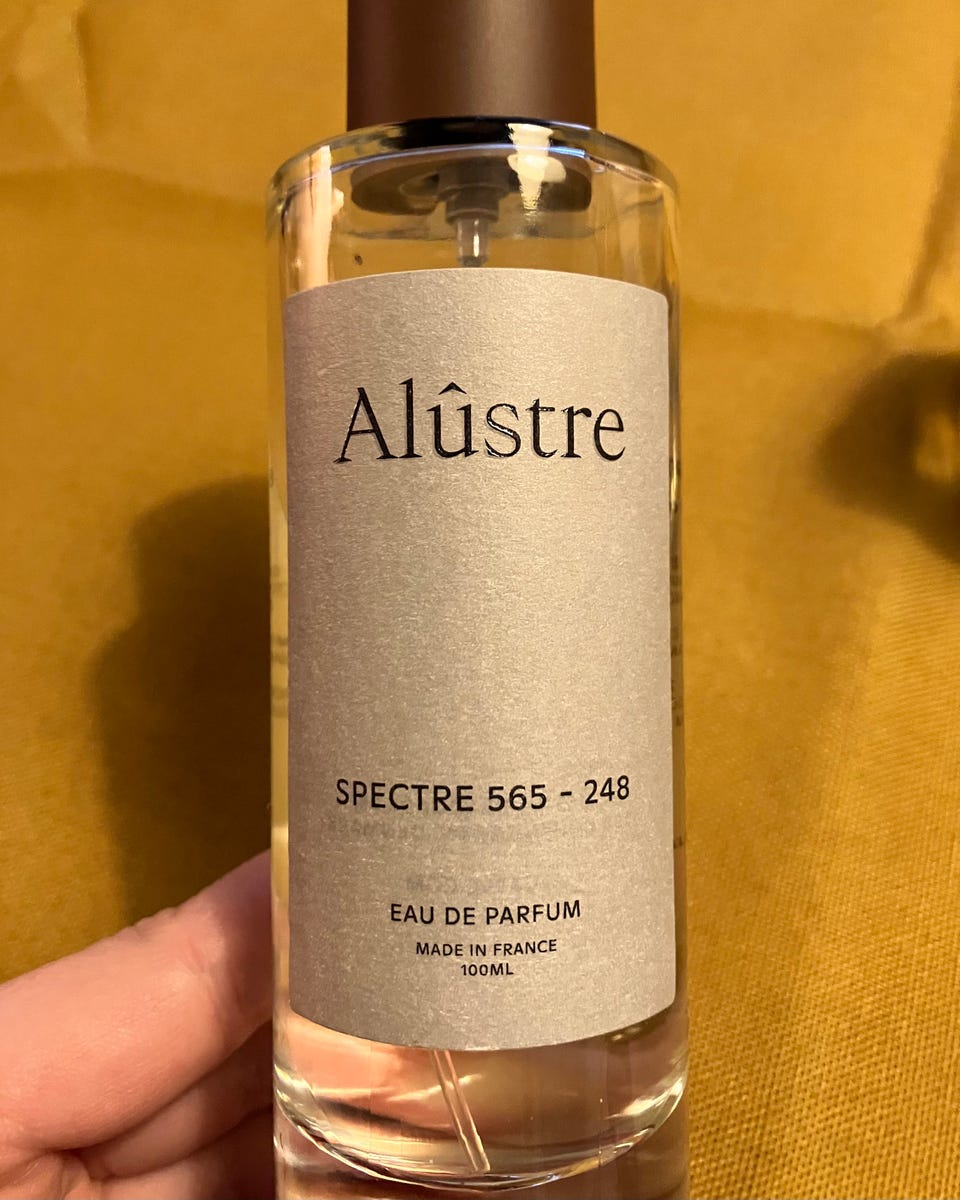 Alûstre
SPECTRE 565 - 248
EAU DE PARFUM
MADE IN FRANCE
100ML